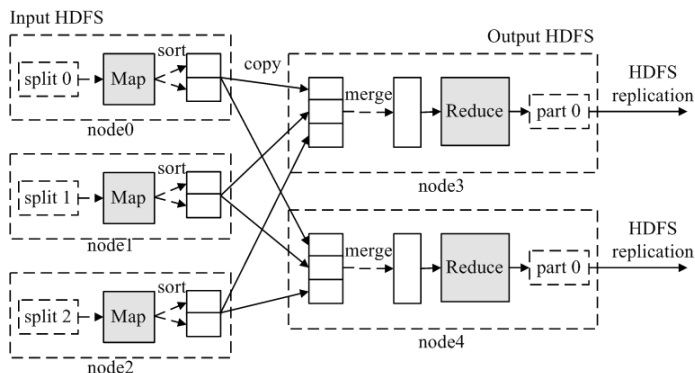 Input HDFS
split 0
Map
sort
node0
split 1
Map
sort
node1
split 2
Map
sort
node2
copy
Output HDFS
merge
Reduce
part 0
node3
HDFS
replication
merge
Reduce
part 0
node4
HDFS
replication